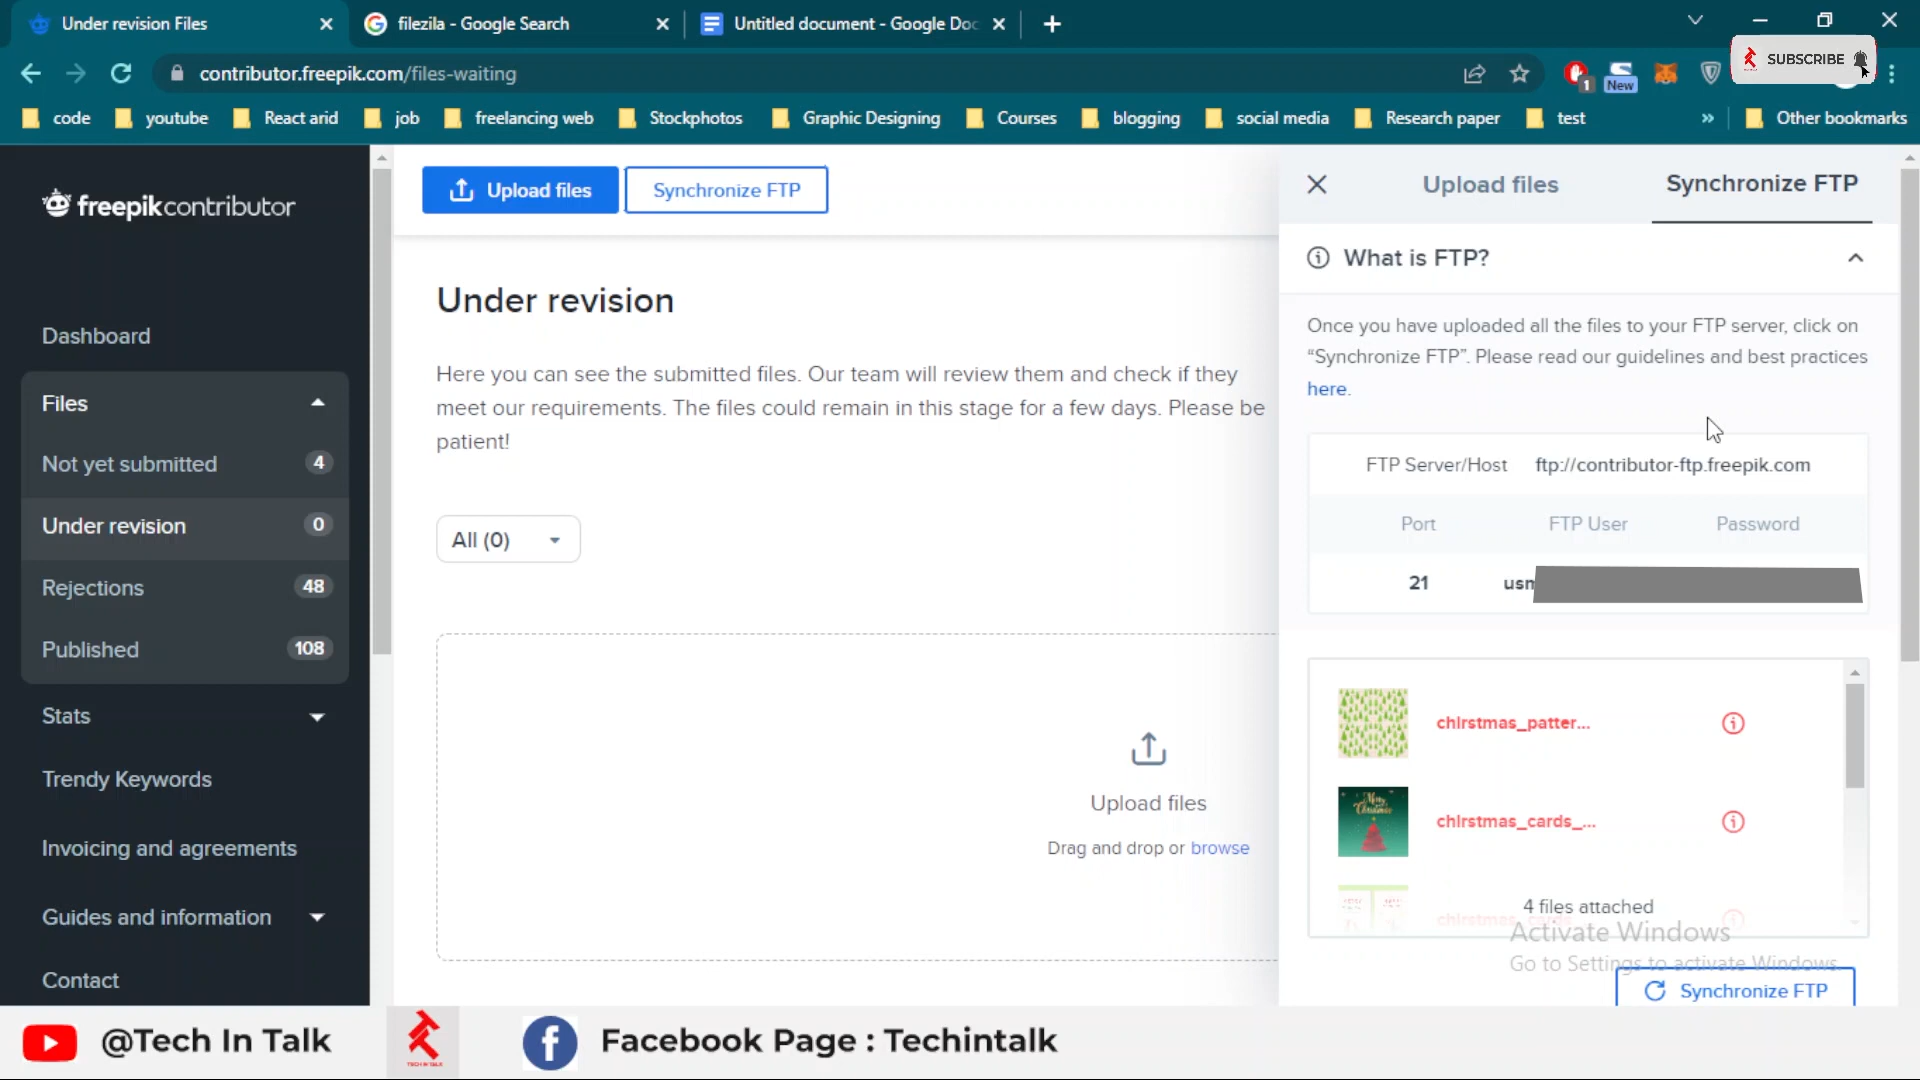 Under revision Files
filezila - Google Search
Untitled document - Google Doc
contributor.freepik.com/files-waiting
1
New
SUBSCRIBE
code
youtube
React arid
job
freelancing web
Stockphotos
Graphic Designing
Courses
blogging
social media
Research paper
test
»
Other bookmarks
freepikcontributor
Dashboard
Files
Not yet submitted 4
Under revision 0
Rejections 48
Published 108
Stats
Trendy Keywords
Invoicing and agreements
Guides and information
Contact
Upload files
Synchronize FTP
Under revision
Here you can see the submitted files. Our team will review them and check if they
meet our requirements. The files could remain in this stage for a few days. Please be
patient!
All (0)
Upload files
Drag and drop or browse
Upload files
Synchronize FTP
What is FTP?
Once you have uploaded all the files to your FTP server, click on
“Synchronize FTP”. Please read our guidelines and best practices
here.
FTP Server/Host ftp://contributor-ftp.freepik.com
Port FTP User Password
21 usm
chirstmas_patter...
chirstmas_cards_...
Merry Christmas
chirstmas_cards
4 files attached
Activate Windows
Go to Settings to activate Windows.
Synchronize FTP
@Tech In Talk
TECH IN TALK
Facebook Page : Techintalk